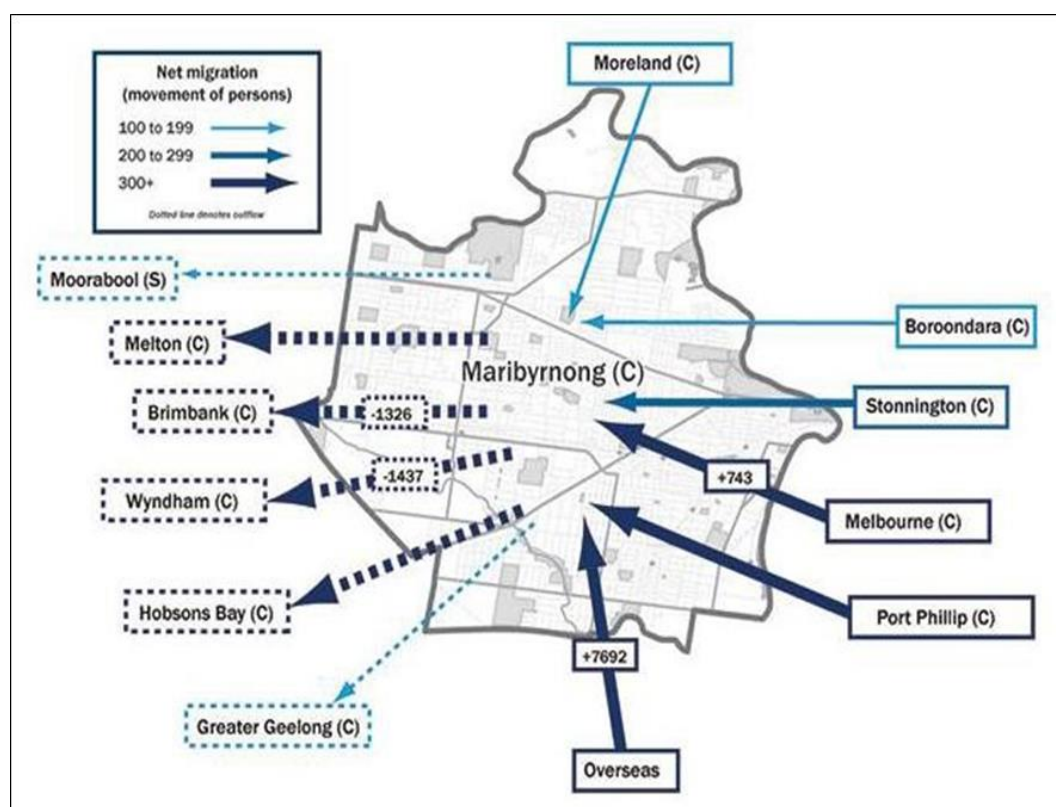 Net migration
(movement of persons)
100 to 199
200 to 299
300+
Dotted line denotes outflow
Moreland (C)
Moorabool (S)
Boroondara (C)
Melton (C)
Maribyrnong (C)
Brimbank (C)
-1326
Stonnington (C)
-1437
+743
Wyndham (C)
Melbourne (C)
Hobsons Bay (C)
Port Phillip (C)
+7692
Greater Geelong (C)
Overseas